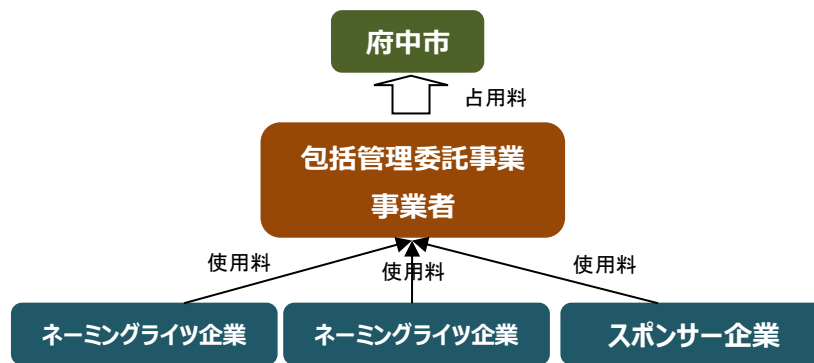 府中市
占用料
包括管理委託事業
事業者
使用料
使用料
使用料
ネーミングライツ企業
ネーミングライツ企業
スポンサー企業